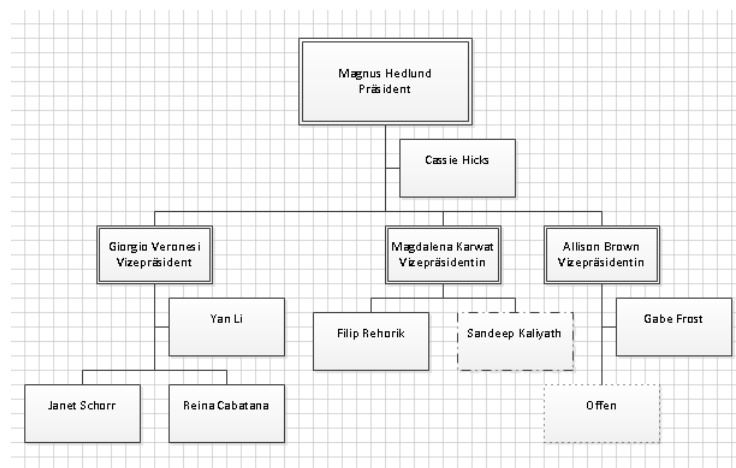 Magnus Hedlund
Präsident
Cassie Hicks
Giorgio Veronesi
Vizepräsident
Magdalena Karwat
Vizepräsidentin
Allison Brown
Vizepräsidentin
Yan Li
Filip Rehorik
Sandeep Kaliyath
Gabe Frost
Janet Schorr
Reina Cabatana
Offen